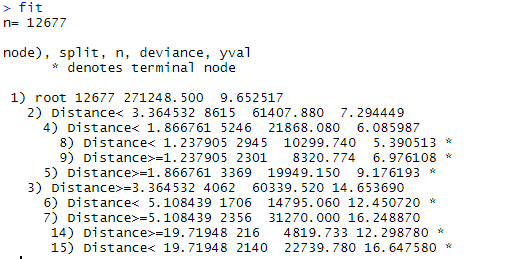 > fit
n= 12677
node), split, n, deviance, yval
* denotes terminal node
1) root 12677 271248.500 9.652517
2) Distance< 3.364532 8615 61407.880 7.294449
4) Distance< 1.866761 5246 21868.080 6.085987
8) Distance< 1.237905 2945 10299.740 5.390513 *
9) Distance>=1.237905 2301 8320.774 6.976108 *
5) Distance>=1.866761 3369 19949.150 9.176193 *
3) Distance>=3.364532 4062 60339.520 14.653690
6) Distance< 5.108439 1706 14795.060 12.450720 *
7) Distance>=5.108439 2356 31270.000 16.248870
14) Distance>=19.71948 216 4819.733 12.298780 *
15) Distance< 19.71948 2140 22739.780 16.647580 *